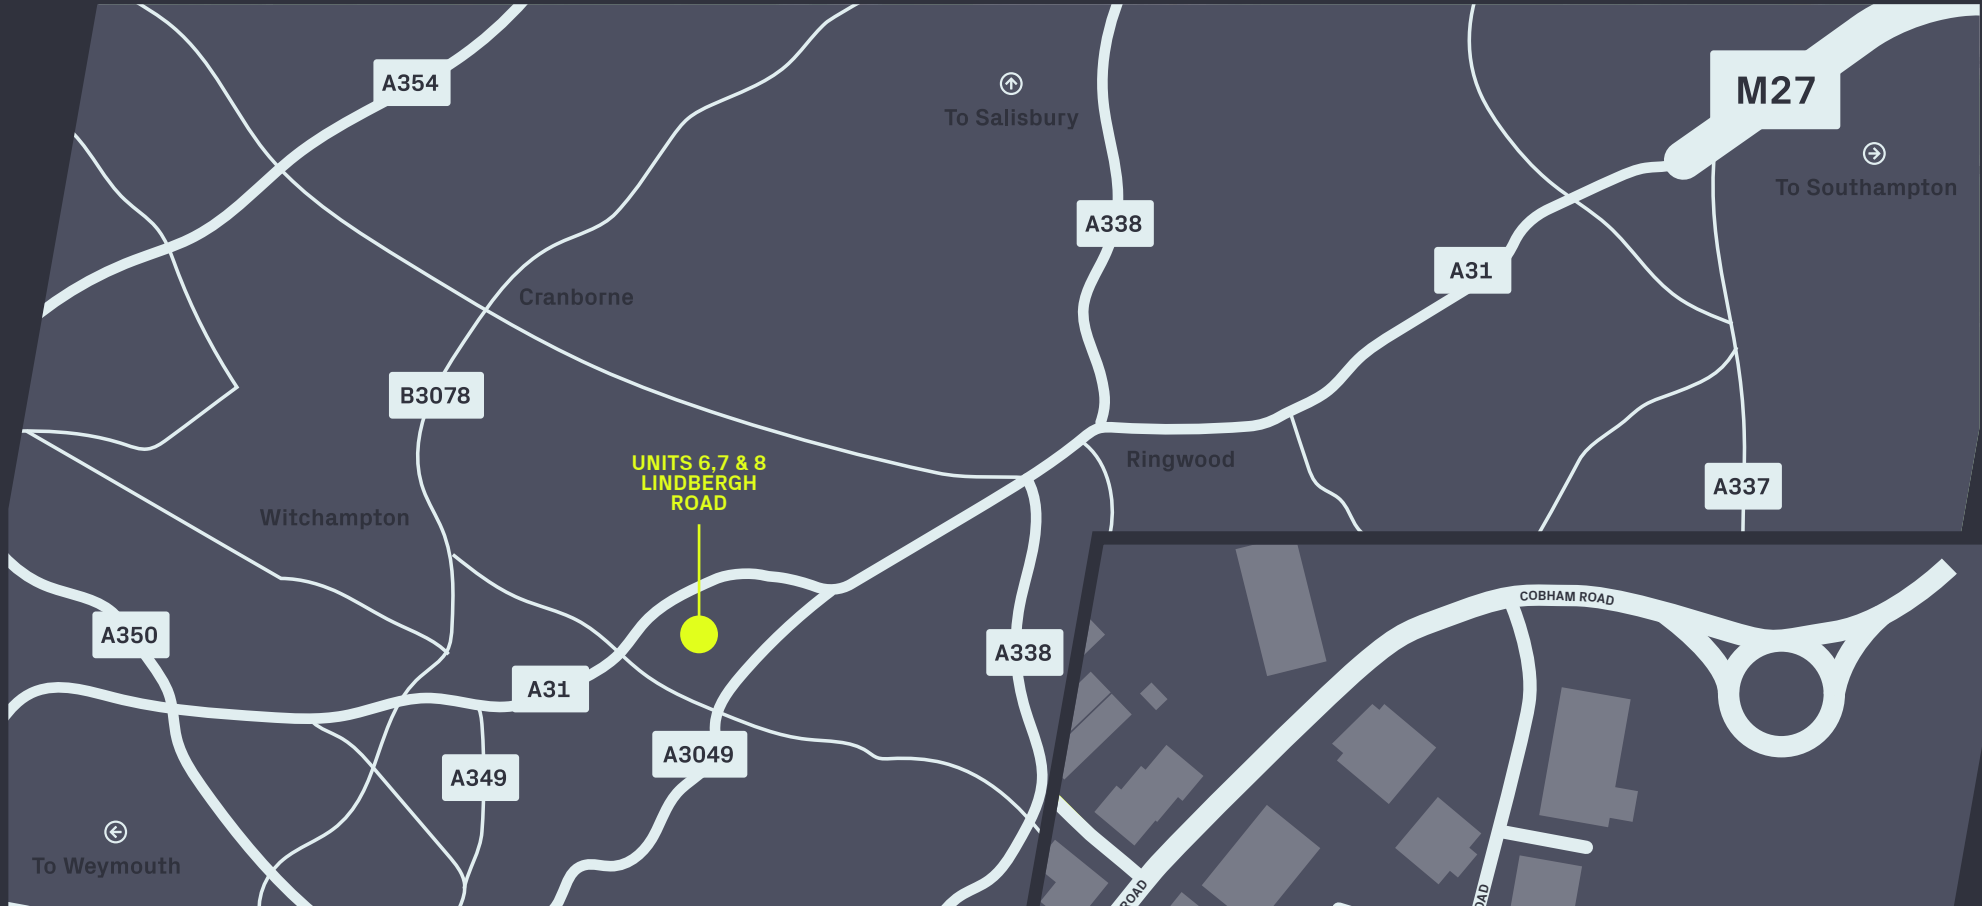 A354
M27
To Salisbury
To Southampton
A338
A31
Cranborne
B3078
Ringwood
UNITS 6,7 & 8
LINDBERGH
ROAD
A337
Witchampton
COBHAM ROAD
A350
A338
A31
A3049
A349
To Weymouth
ROAD